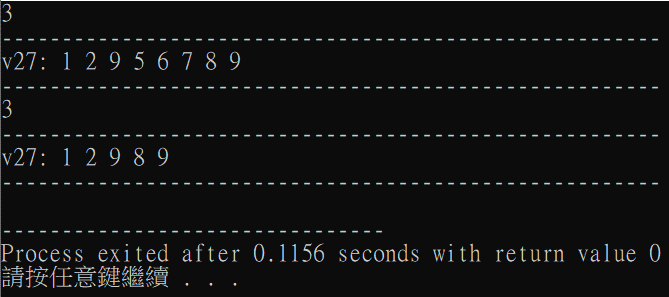 3
-------------------------------------------------------
v27: 1 2 9 5 6 7 8 9
-------------------------------------------------------
3
-------------------------------------------------------
v27: 1 2 9 8 9
-------------------------------------------------------
--------------------------------
Process exited after 0.1156 seconds with return value 0
請按任意鍵繼續 . . .